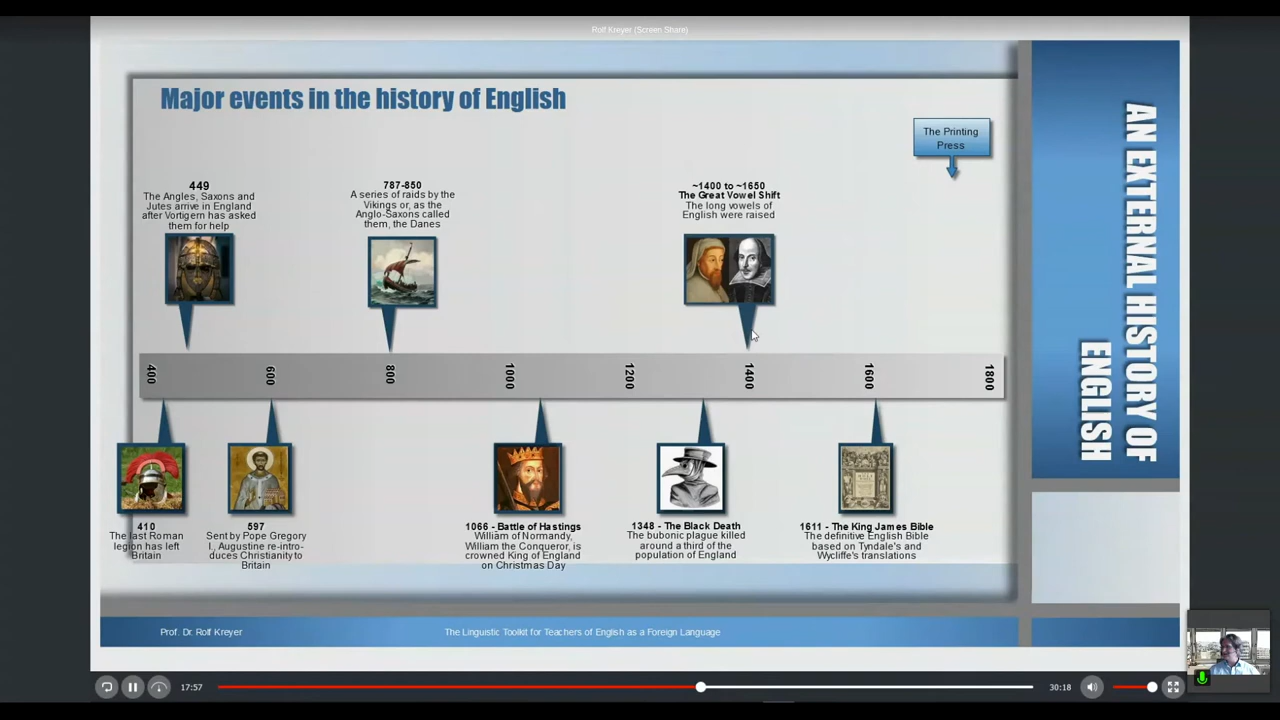 Rolf Kreyer (Screen Share)
Major events in the history of English
The Printing
Press
449
The Angles, Saxons and
Jutes arrive in England
after Vortigern has asked
them for help
787-850
A series of raids by the
Vikings or, as the
Anglo-Saxons called
them, the Danes
~1400 to ~1650
The Great Vowel Shift
The long vowels of
English were raised
400
600
800
1000
1200
1400
1600
1800
410
The last Roman
legion has left
Britain
597
Sent by Pope Gregory
I, Augustine re-intro-
duces Christianity to
Britain
1066 - Battle of Hastings
William of Normandy,
William the Conqueror, is
crowned King of England
on Christmas Day
1348 - The Black Death
The bubonic plague killed
around a third of the
population of England
1611 - The King James Bible
The definitive English Bible
based on Tyndale's and
Wycliffe's translations
AN EXTERNAL HISTORY OF
ENGLISH
Prof. Dr. Rolf Kreyer
The Linguistic Toolkit for Teachers of English as a Foreign Language
17:57
30:18